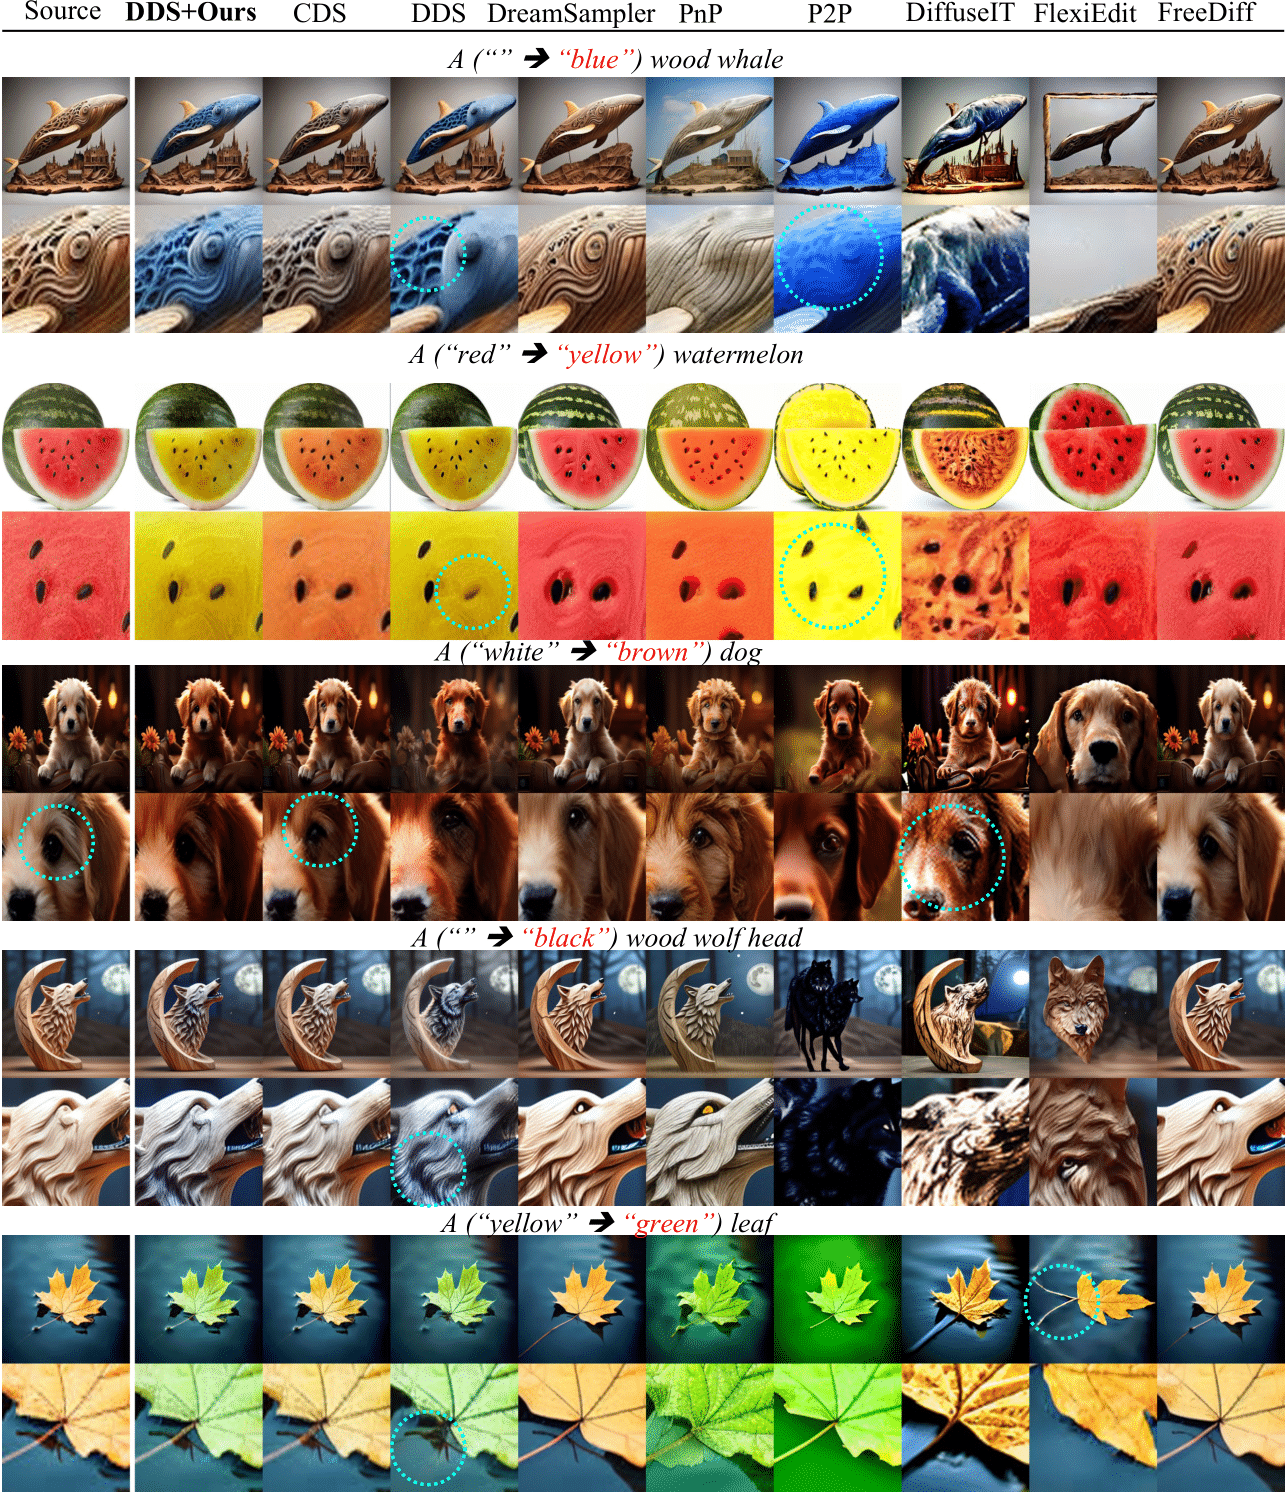 Source DDS+Ours CDS DDS DreamSampler PnP P2P DiffuseIT FlexiEdit FreeDiff
A (“” ➔ “blue”) wood whale
A (“red” ➔ “yellow”) watermelon
A (“white” ➔ “brown”) dog
A (“” ➔ “black”) wood wolf head
A (“yellow” ➔ “green”) leaf